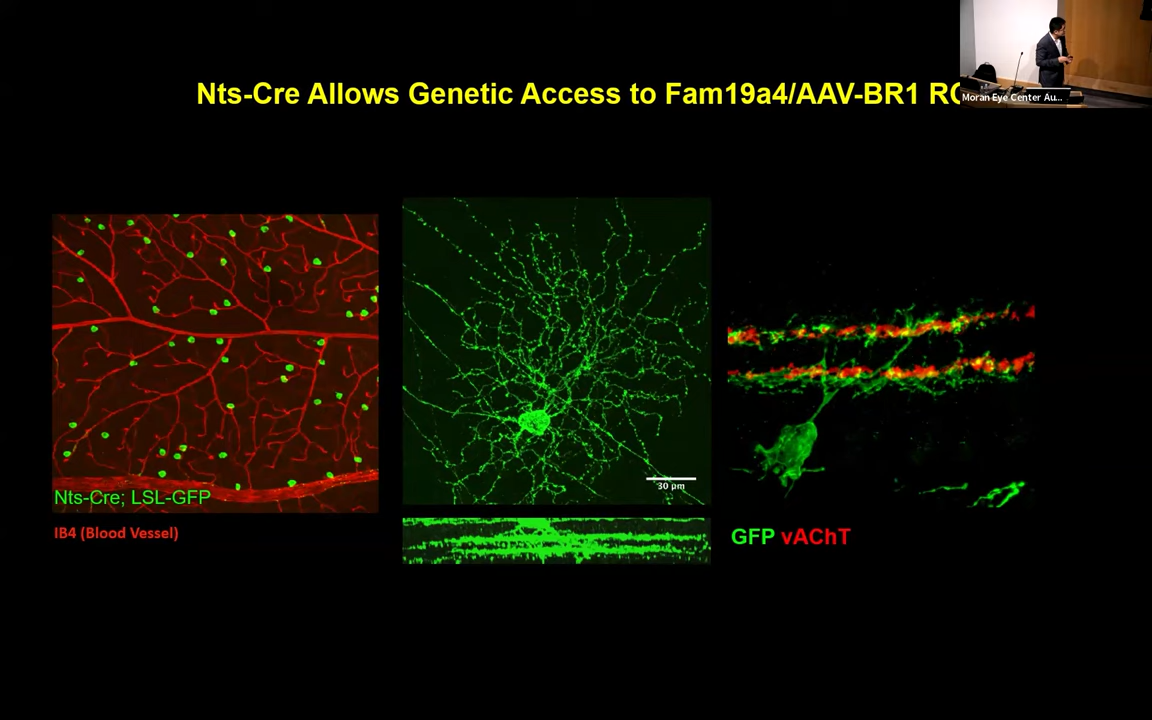 Nts-Cre Allows Genetic Access to Fam19a4/AAV-BR1
Moran Eye Center Au...
30 μm
Nts-Cre; LSL-GFP
IB4 (Blood Vessel)
GFP vAChT